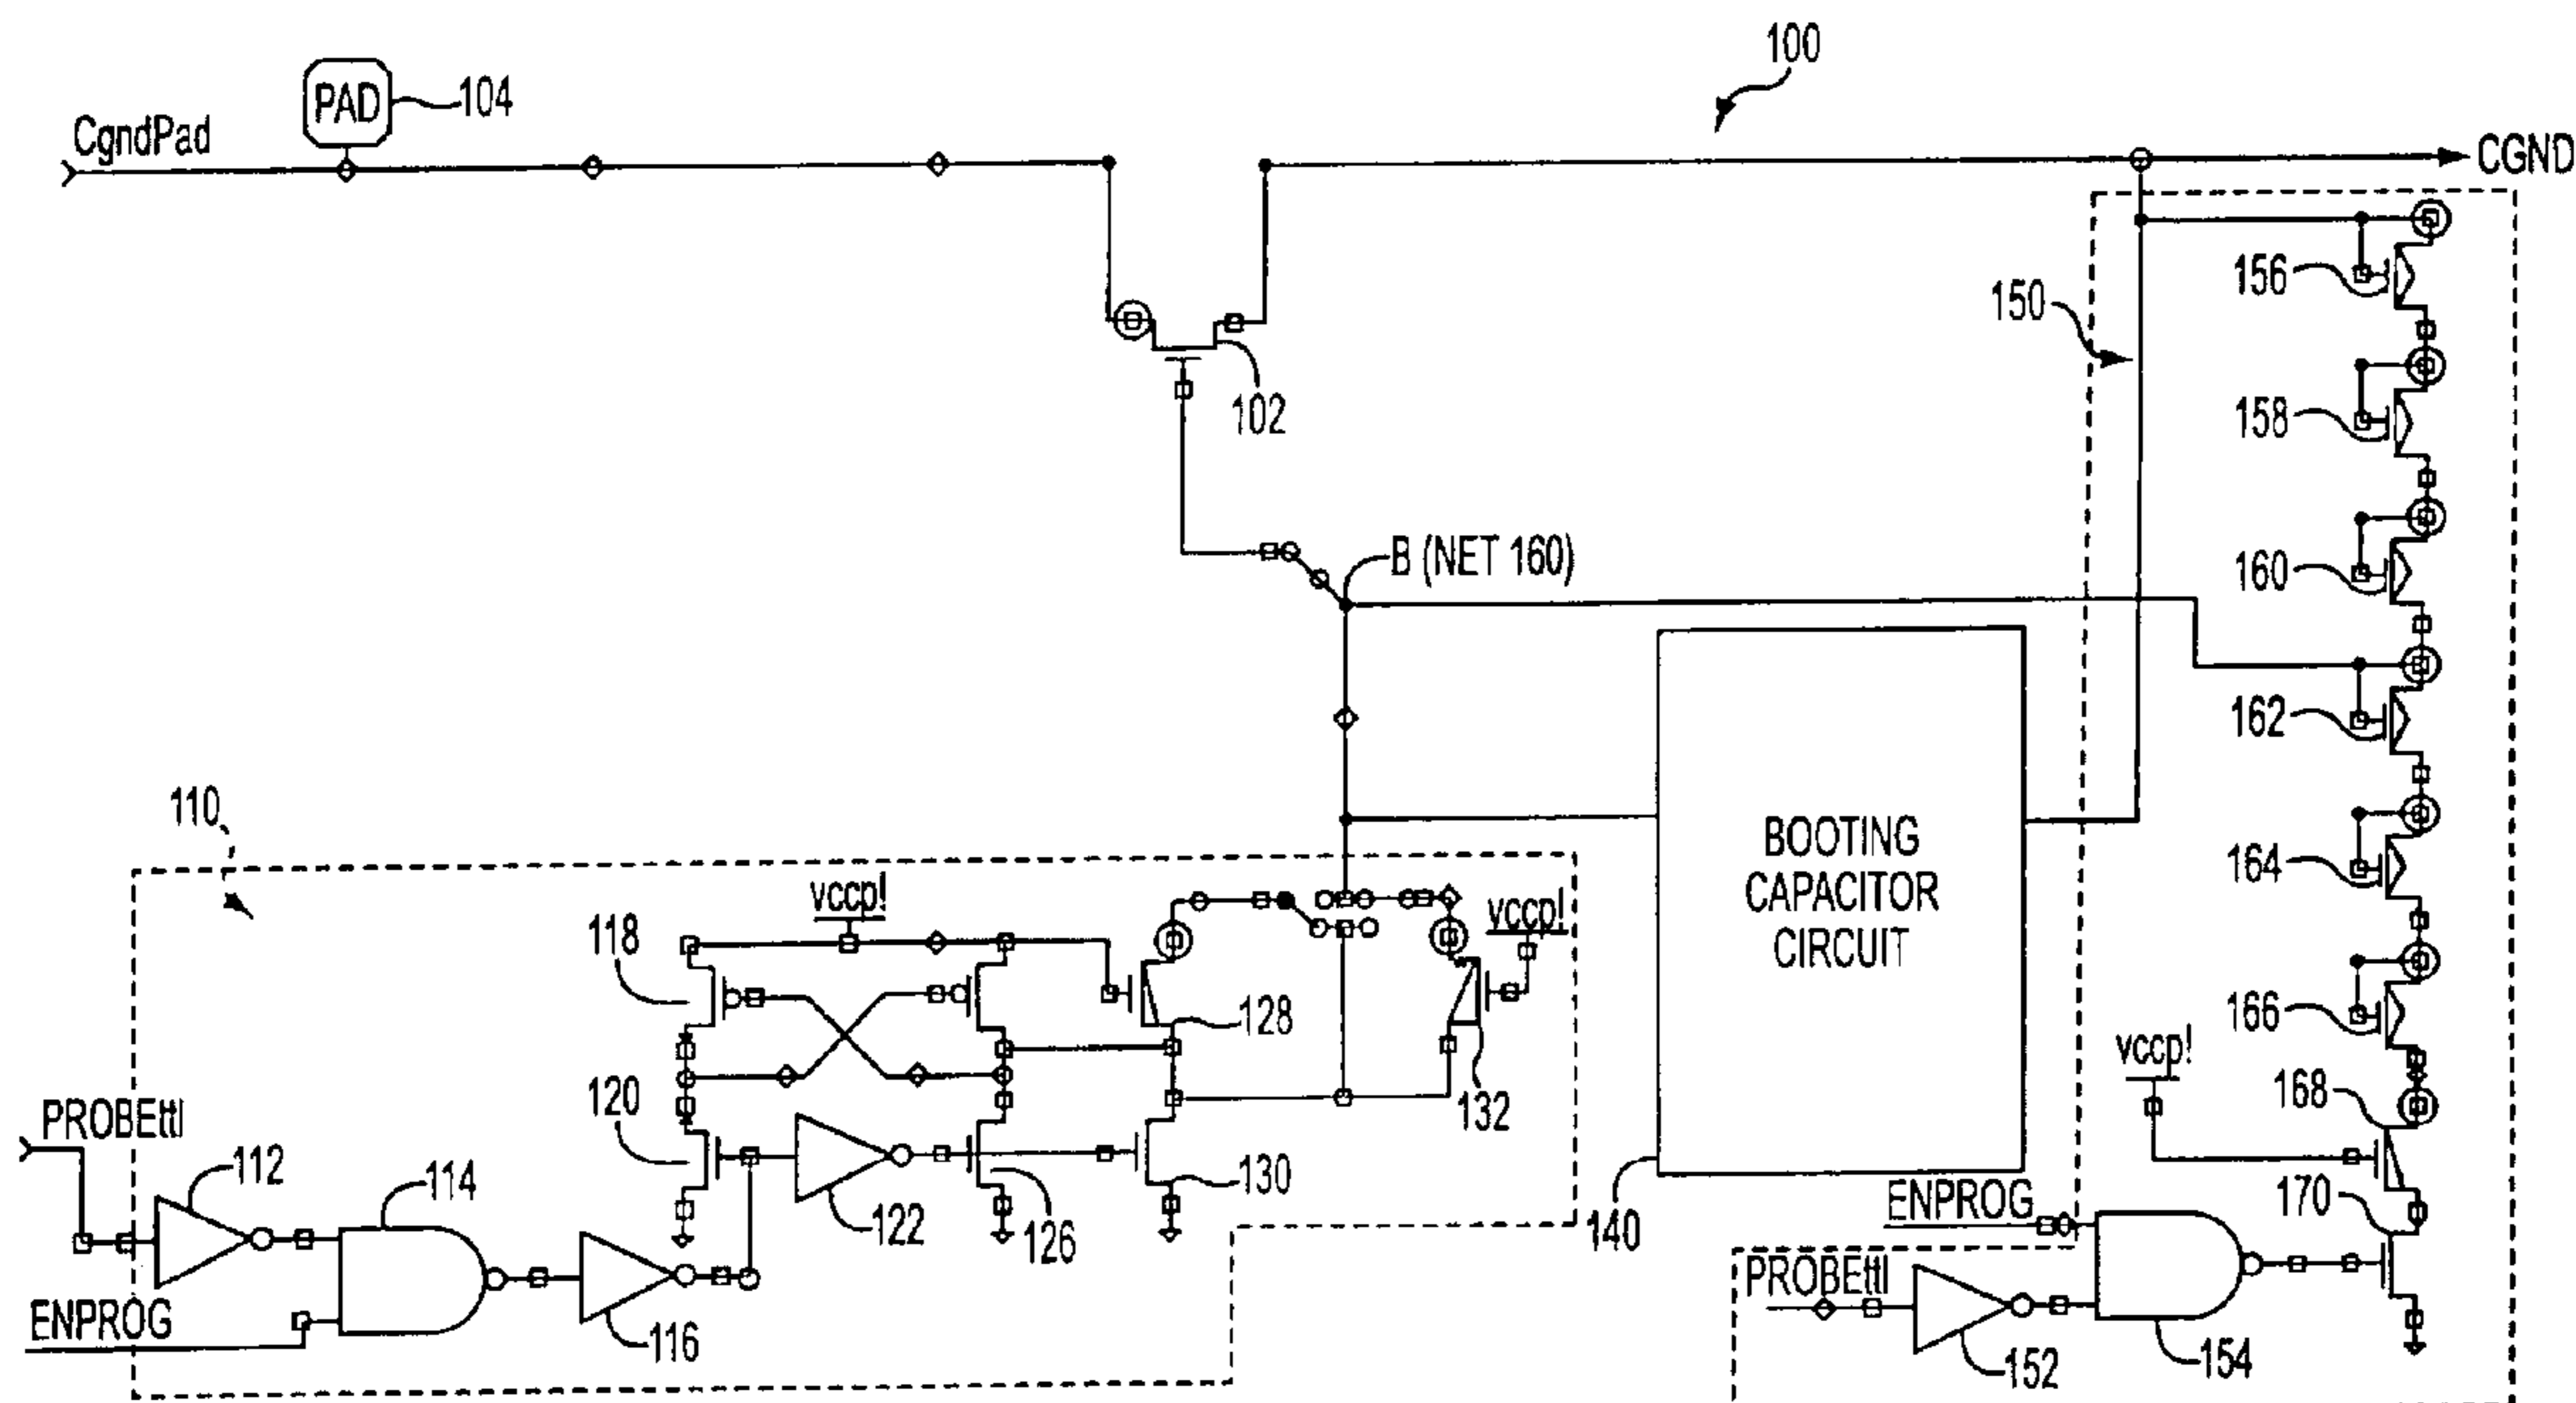 100
PAD
104
CgndPad
CGND
156
150
158
102
B (NET 160)
160
162
110
BOOTING
CAPACITOR
CIRCUIT
164
vccp!
vccp!
118
128
166
vccp!
168
PROBEttl
120
132
112
114
122
126
130
140
ENPROG
170
PROBEttl
ENPROG
116
152
154